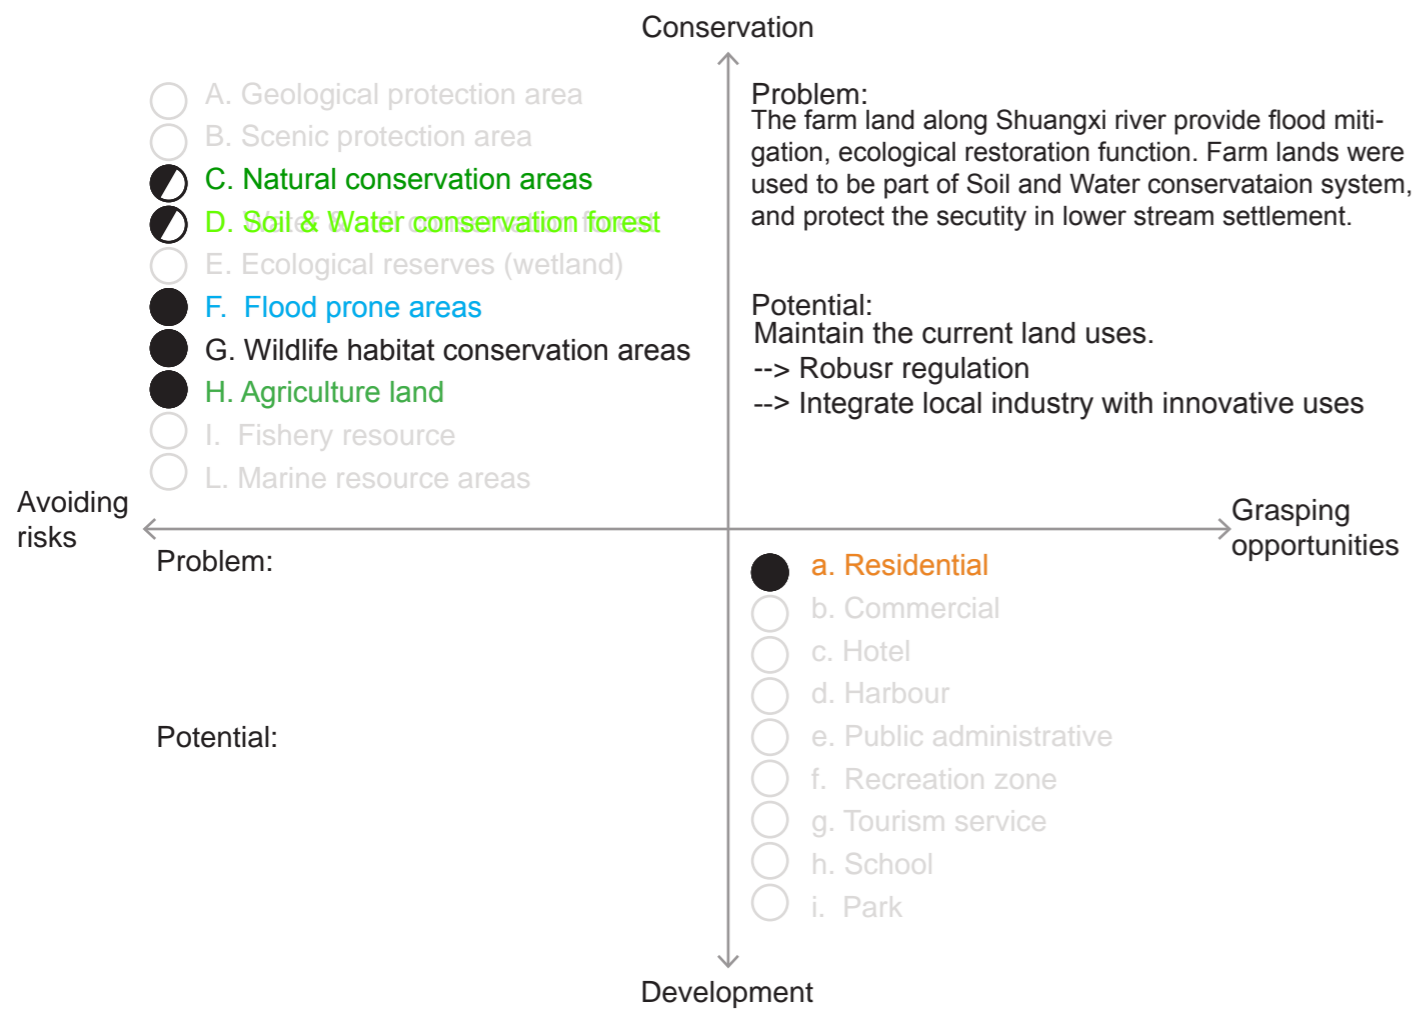 Conservation
A. Geological protection area
B. Scenic protection area
C. Natural conservation areas
D. Soil & Water conservation forest
E. Ecological reserves (wetland)
F. Flood prone areas
G. Wildlife habitat conservation areas
H. Agriculture land
I. Fishery resource
L. Marine resource areas
Problem:
The farm land along Shuangxi river provide flood miti-
gation, ecological restoration function. Farm lands were
used to be part of Soil and Water conservataion system,
and protect the secutity in lower stream settlement.
Potential:
Maintain the current land uses.
--> Robusr regulation
--> Integrate local industry with innovative uses
Avoiding
risks
Grasping
opportunities
Problem:
Potential:
a. Residential
b. Commercial
c. Hotel
d. Harbour
e. Public administrative
f. Recreation zone
g. Tourism service
h. School
i. Park
Development